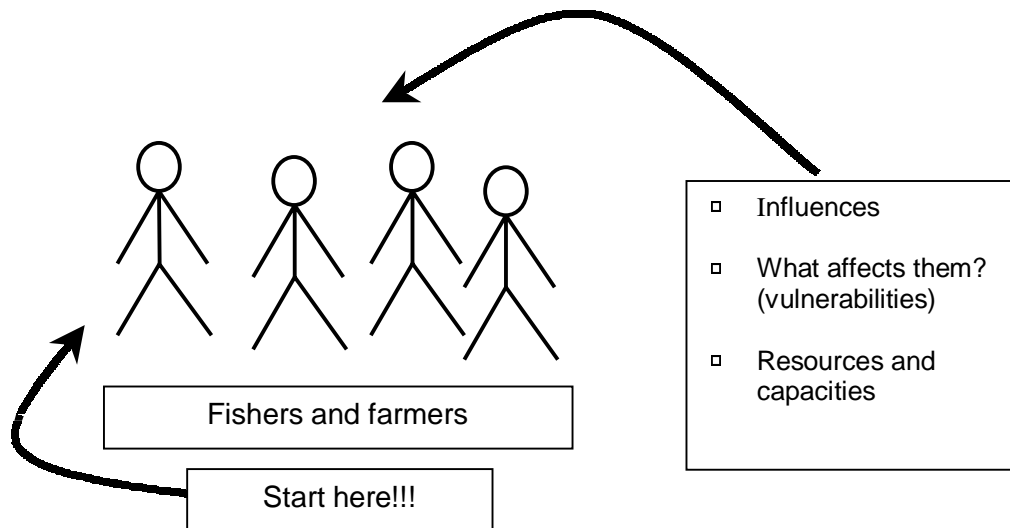 Influences
What affects them?
(vulnerabilities)
Resources and
capacities
Fishers and farmers
Start here!!!